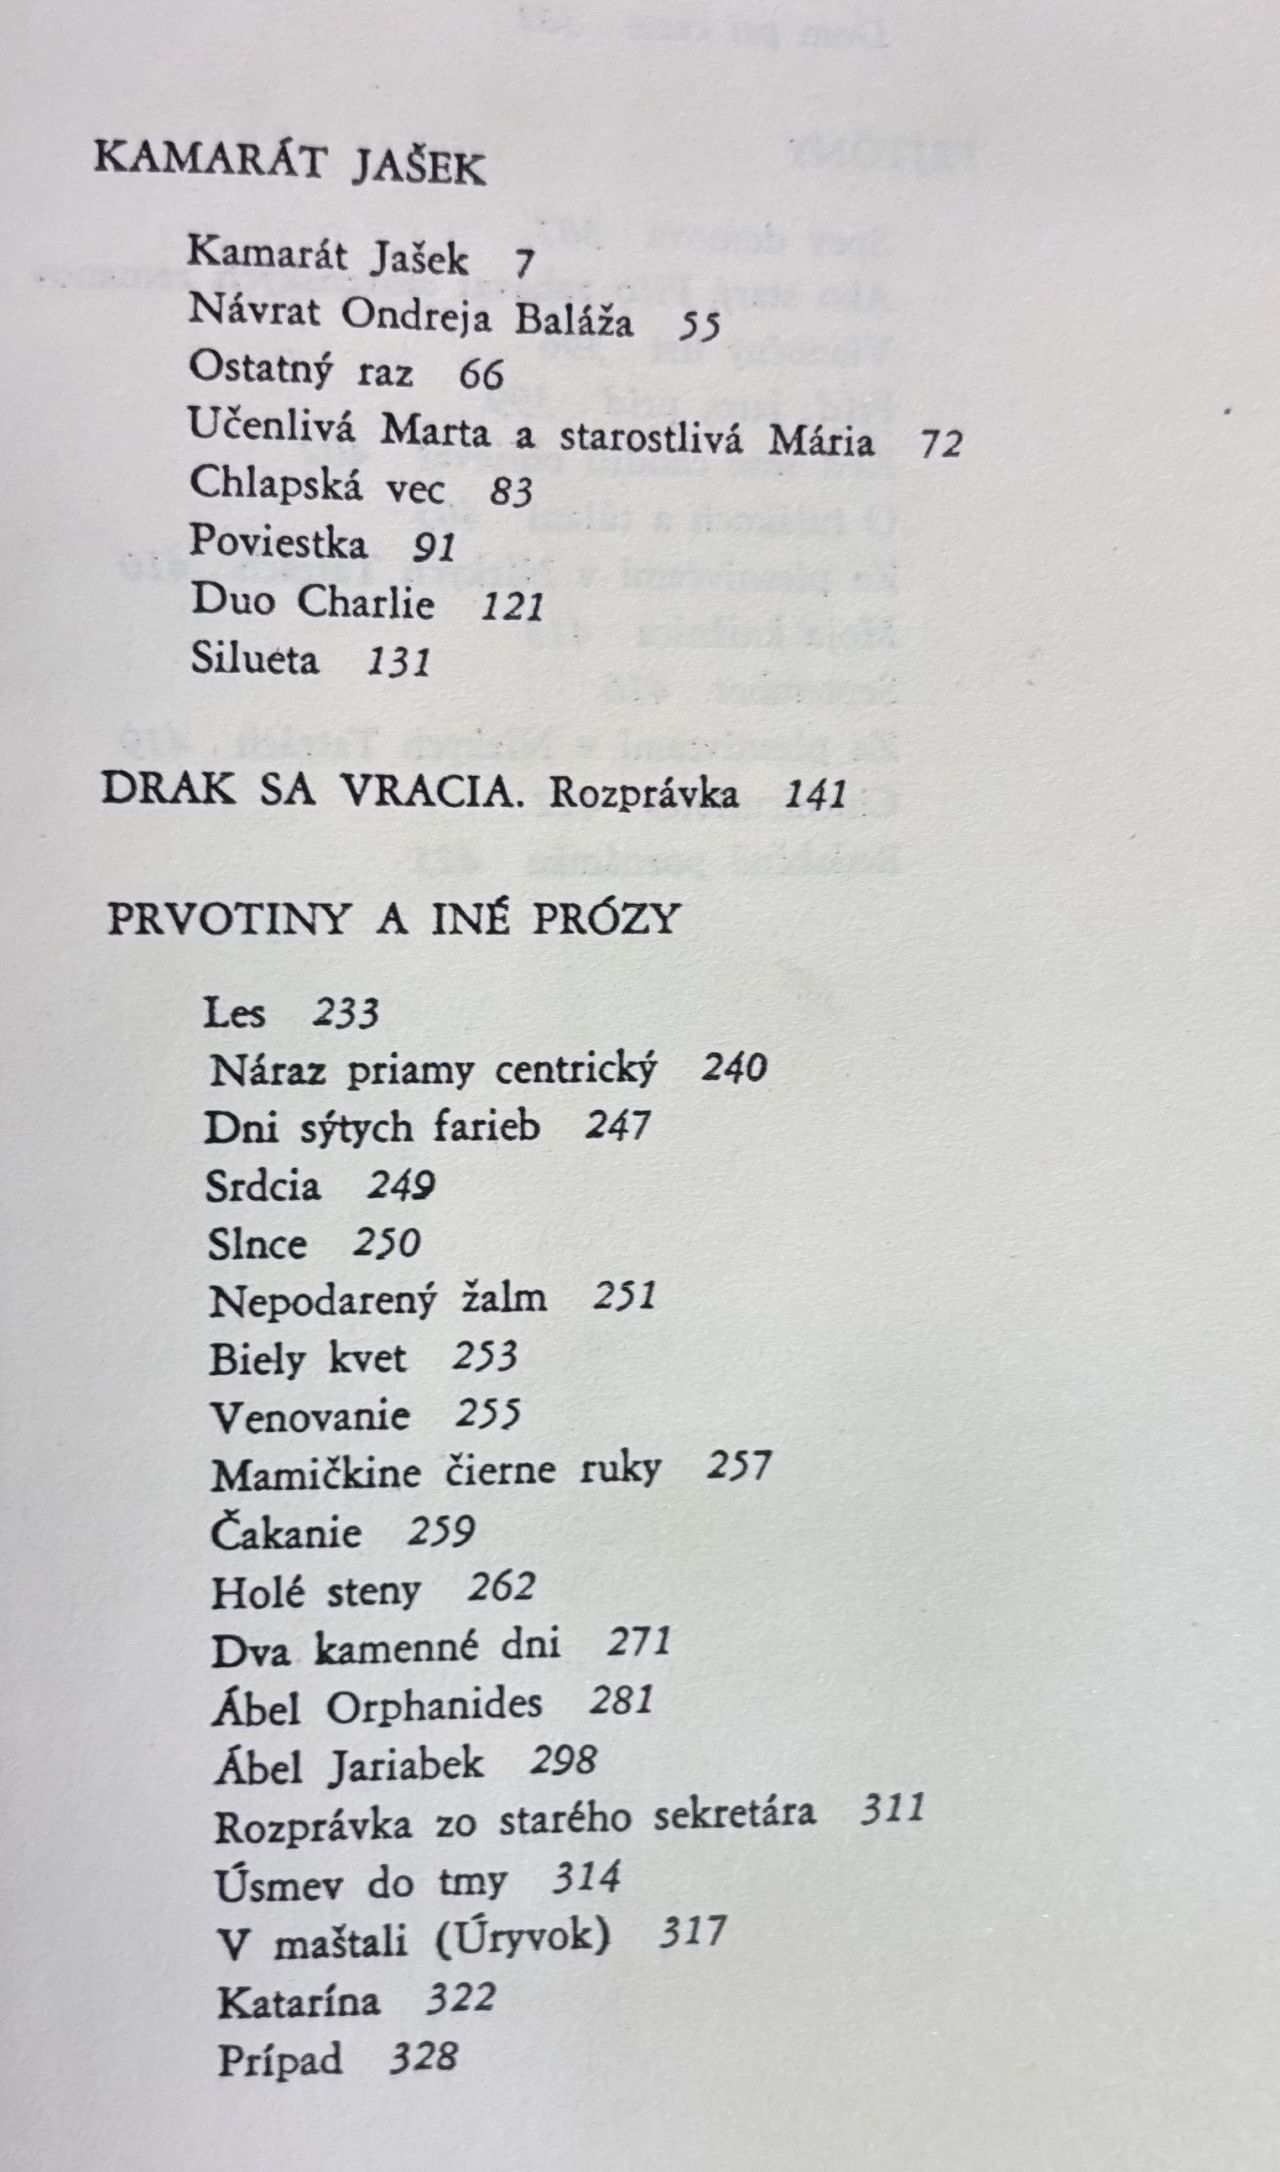 KAMARÁT JAŠEK
Kamarát Jašek 7
Návrat Ondreja Baláža 55
Ostatný raz 66
Učenlivá Marta a starostlivá Mária 72
Chlapská vec 83
Poviestka 91
Duo Charlie 121
Silueta 131
DRAK SA VRACIA. Rozprávka 141
PRVOTINY A INÉ PRÓZY
Les 233
Náraz priamy centrický 240
Dni sýtych farieb 247
Srdcia 249
Slnce 250
Nepodarený žalm 251
Biely kvet 253
Venovanie 255
Mamičkine čierne ruky 257
Čakanie 259
Holé steny 262
Dva kamenné dni 271
Ábel Orphanides 281
Ábel Jariabek 298
Rozprávka zo starého sekretára 311
Úsmev do tmy 314
V maštali (Úryvok) 317
Katarína 322
Prípad 328